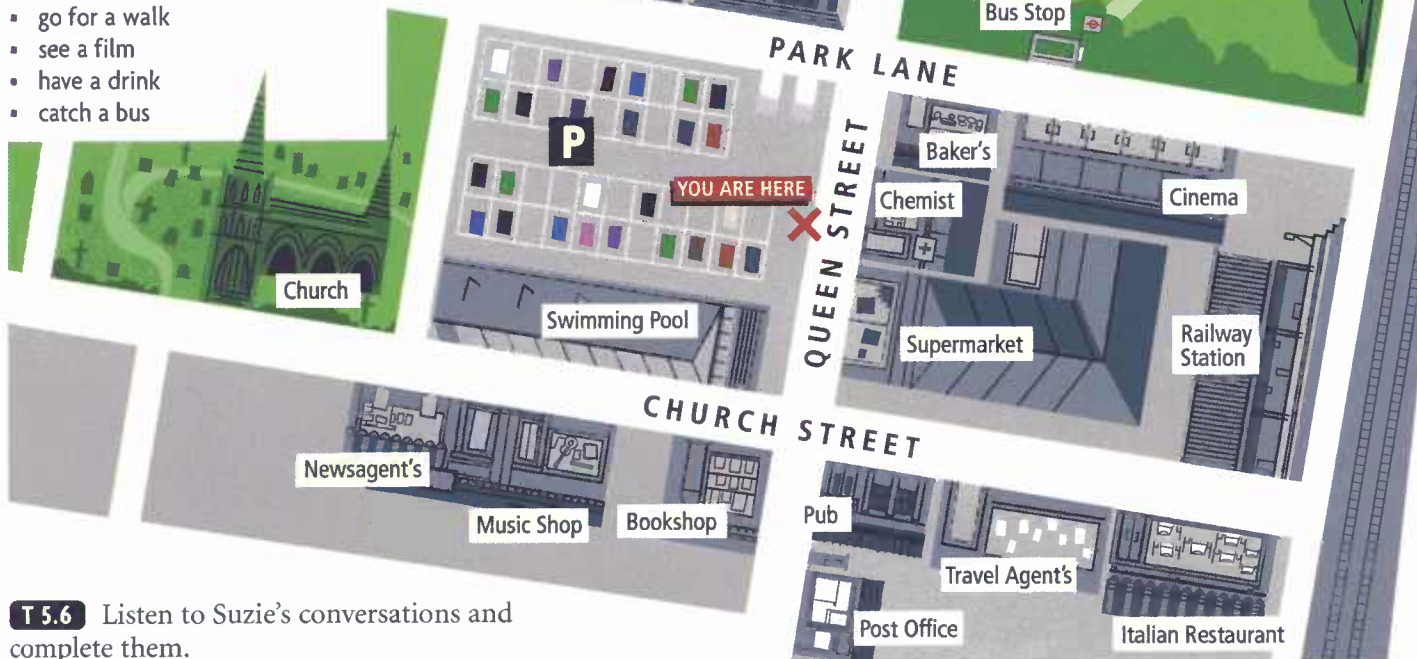 ▪ go for a walk
▪ see a film
▪ have a drink
▪ catch a bus
Bus Stop
PARK LANE
P
Baker's
YOU ARE HERE
QUEEN STREET
Chemist
Cinema
Church
Swimming Pool
Supermarket
Railway
Station
CHURCH STREET
Newsagent's
Music Shop
Bookshop
Pub
Travel Agent's
Post Office
Italian Restaurant
T 5.6 Listen to Suzie's conversations and
complete them.